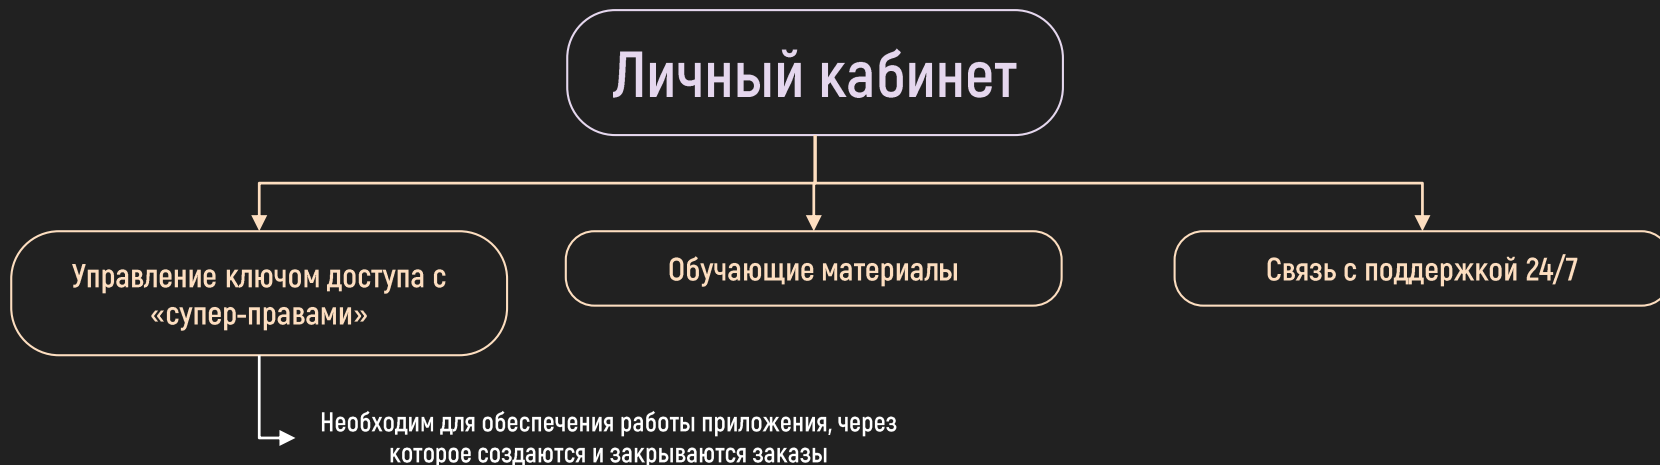 Личный кабинет
Управление ключом доступа с
«супер-правами»
Обучающие материалы
Связь с поддержкой 24/7
Необходим для обеспечения работы приложения, через
которое создаются и закрываются заказы